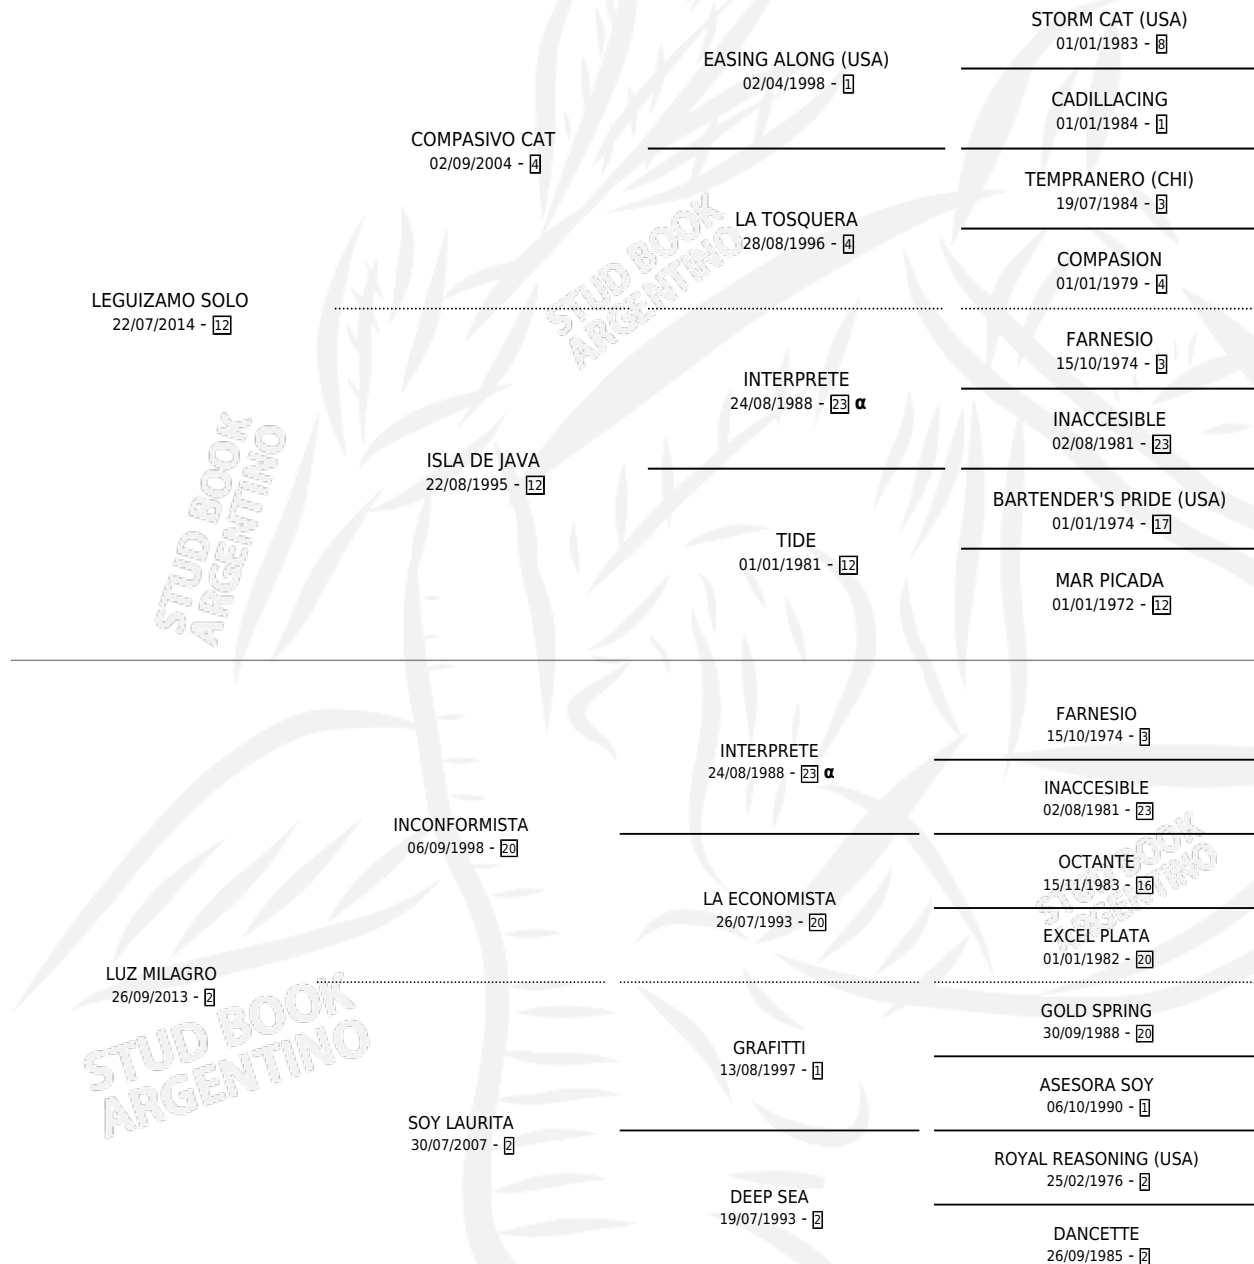 STORM CAT (USA)
01/01/1983 - 8
EASING ALONG (USA)
02/04/1998 - 1
CADILLACING
01/01/1984 - 1
COMPASIVO CAT
02/09/2004 - 4
TEMPRANERO (CHI)
19/07/1984 - 3
LA TOSQUERA
28/08/1996 - 4
COMPASION
01/01/1979 - 4
LEGUIZAMO SOLO
22/07/2014 - 12
FARNESIO
15/10/1974 - 3
INTERPRETE
24/08/1988 - 23 α
INACCESIBLE
02/08/1981 - 23
ISLA DE JAVA
22/08/1995 - 12
BARTENDER'S PRIDE (USA)
01/01/1974 - 17
TIDE
01/01/1981 - 12
MAR PICADA
01/01/1972 - 12
FARNESIO
15/10/1974 - 3
INTERPRETE
24/08/1988 - 23 α
INACCESIBLE
02/08/1981 - 23
INCONFORMISTA
06/09/1998 - 20
OCTANTE
15/11/1983 - 16
LA ECONOMISTA
26/07/1993 - 20
EXCEL PLATA
01/01/1982 - 20
LUZ MILAGRO
26/09/2013 - 2
GOLD SPRING
30/09/1988 - 20
GRAFITTI
13/08/1997 - 1
ASESORA SOY
06/10/1990 - 1
SOY LAURITA
30/07/2007 - 2
ROYAL REASONING (USA)
25/02/1976 - 2
DEEP SEA
19/07/1993 - 2
DANCETTE
26/09/1985 - 2
STUD BOOK
ARGENTINO
STUD BOOK
ARGENTINO
STUD BOOK
ARGENTINO
STUD BOOK
ARGENTINO